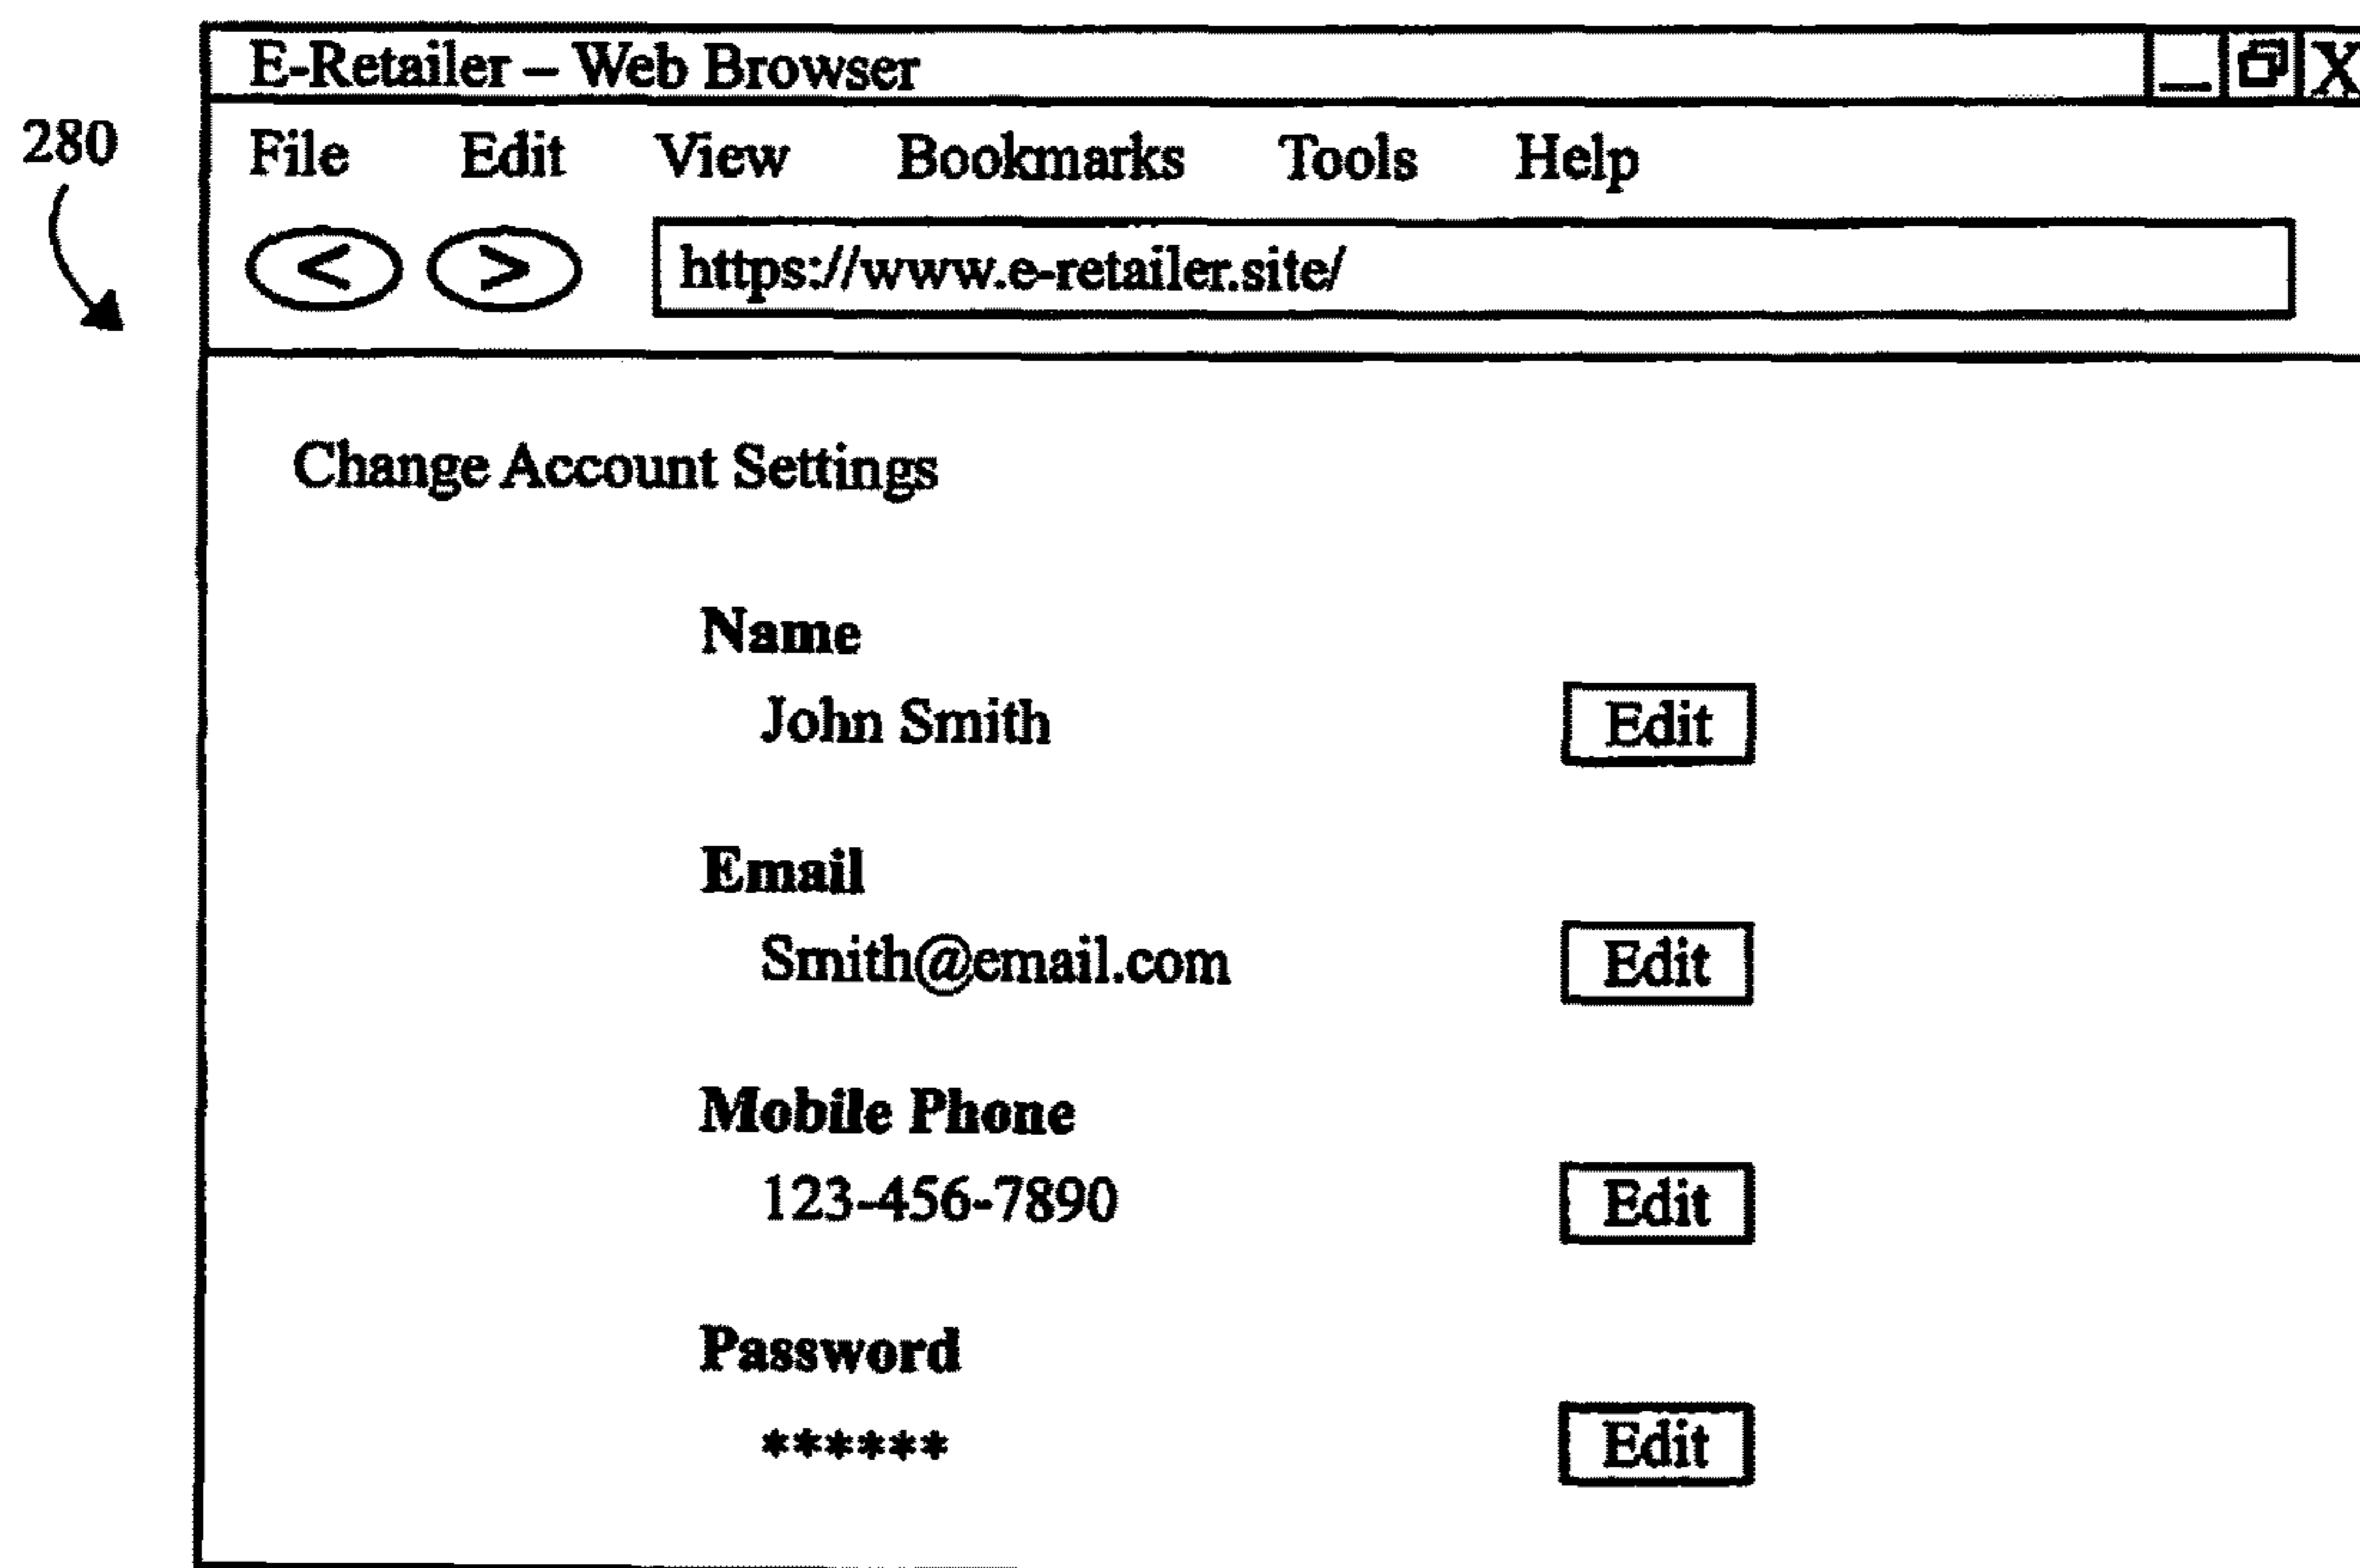 E-Retailer – Web Browser _ X
280
File Edit View Bookmarks Tools Help
< > https://www.e-retailer.site/
Change Account Settings
Name
John Smith Edit
Email
Smith@email.com Edit
Mobile Phone
123-456-7890 Edit
Password
****** Edit